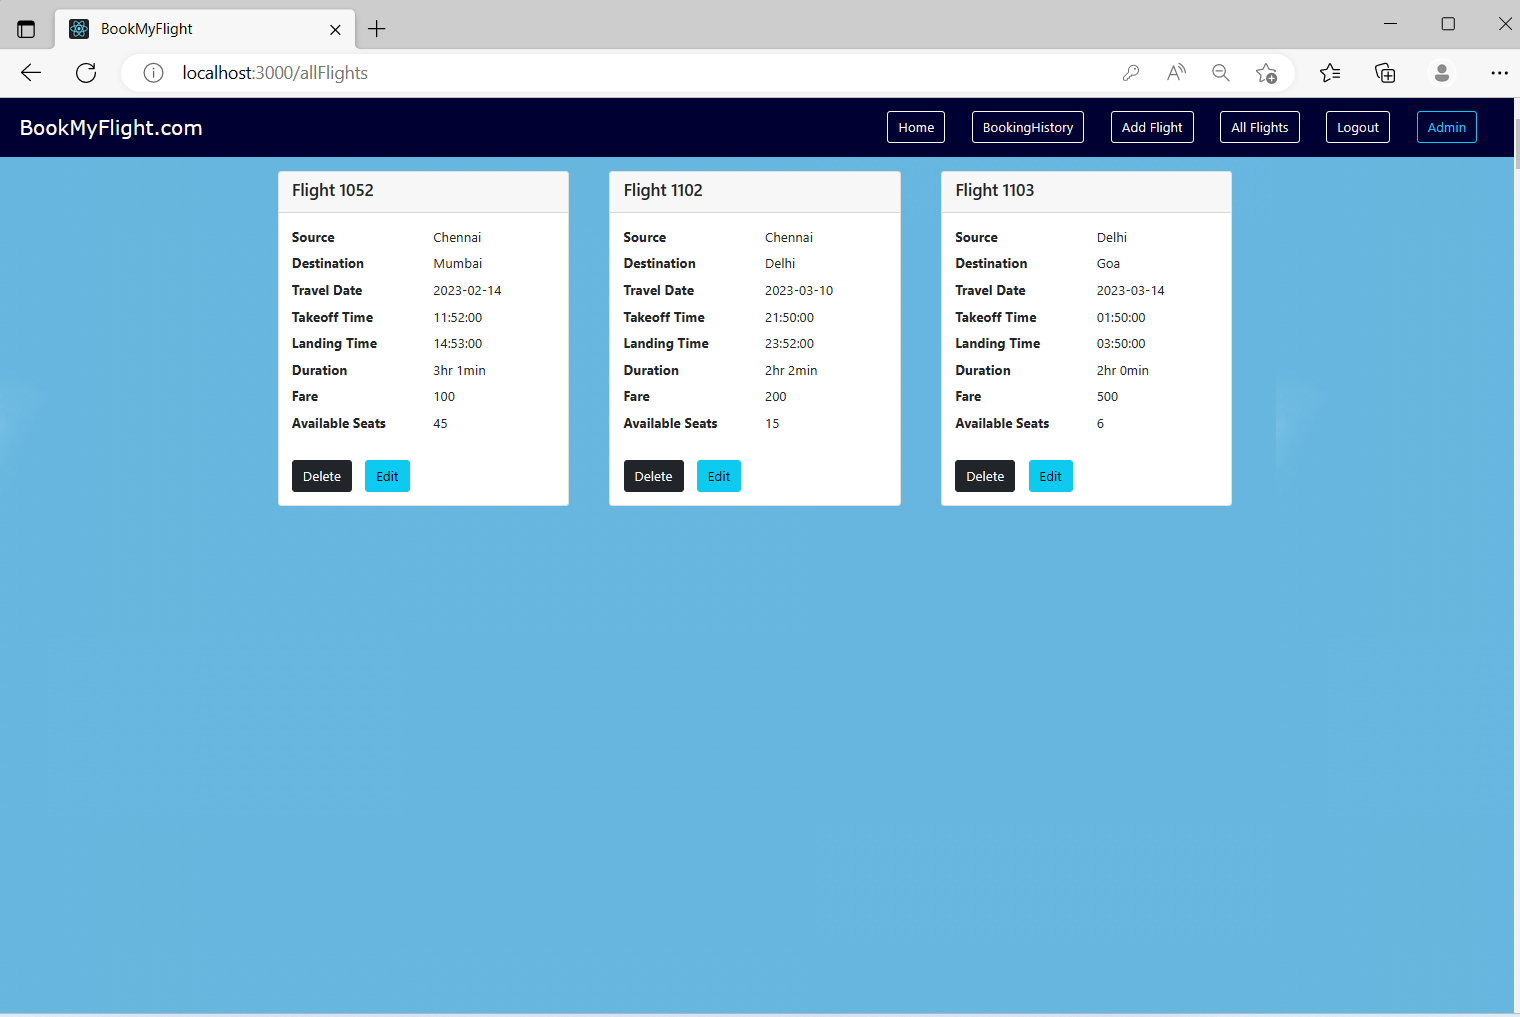 BookMyFlight
localhost:3000/allFlights
BookMyFlight.com Home BookingHistory Add Flight All Flights Logout Admin
Flight 1052
Source Chennai
Destination Mumbai
Travel Date 2023-02-14
Takeoff Time 11:52:00
Landing Time 14:53:00
Duration 3hr 1min
Fare 100
Available Seats 45
Delete Edit
Flight 1102
Source Chennai
Destination Delhi
Travel Date 2023-03-10
Takeoff Time 21:50:00
Landing Time 23:52:00
Duration 2hr 2min
Fare 200
Available Seats 15
Delete Edit
Flight 1103
Source Delhi
Destination Goa
Travel Date 2023-03-14
Takeoff Time 01:50:00
Landing Time 03:50:00
Duration 2hr 0min
Fare 500
Available Seats 6
Delete Edit